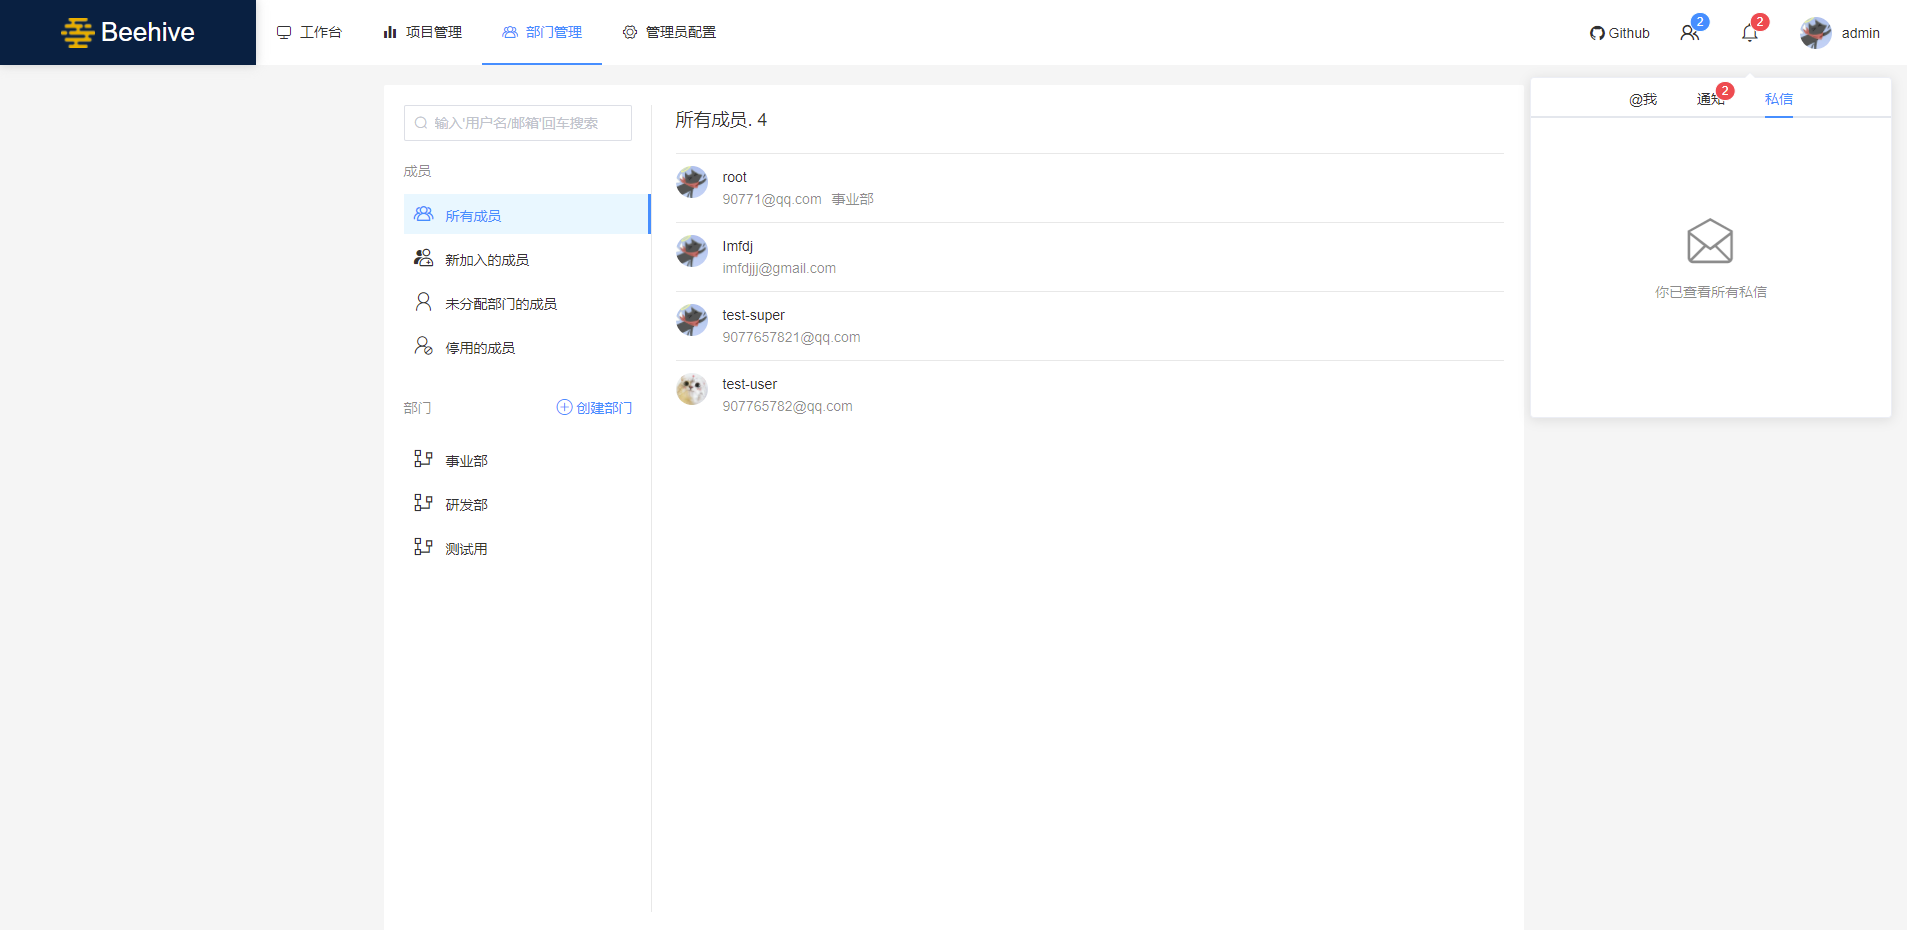 Beehive
工作台
项目管理
部门管理
管理员配置
Github
2
2
admin
输入'用户名/邮箱'回车搜索
成员
所有成员
新加入的成员
未分配部门的成员
停用的成员
部门
创建部门
事业部
研发部
测试用
所有成员. 4
root
90771@qq.com 事业部
Imfdj
imfdjjj@gmail.com
test-super
9077657821@qq.com
test-user
907765782@qq.com
@我
通知
2
私信
你已查看所有私信